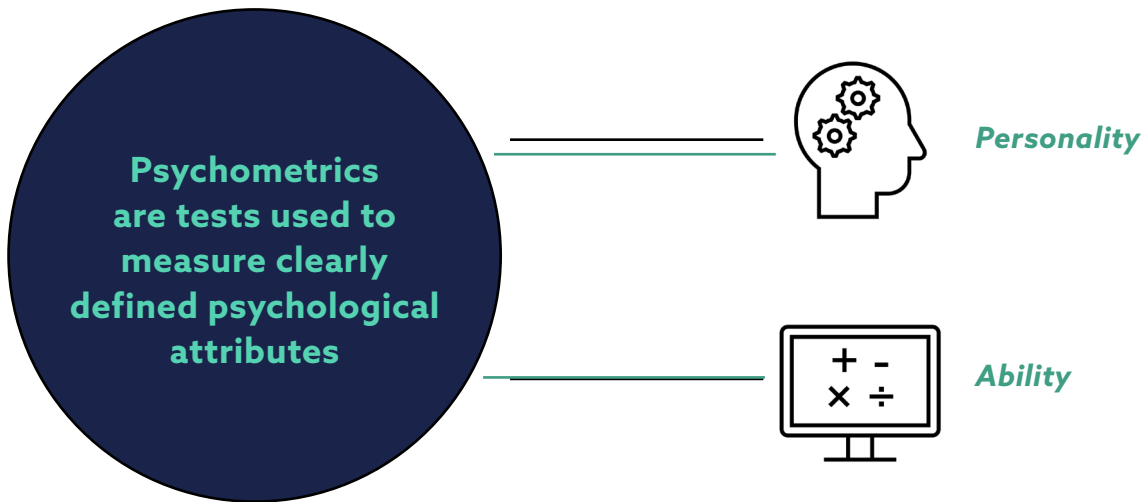 Psychometrics
are tests used to
measure clearly
defined psychological
attributes
Personality
+ -
× ÷
Ability